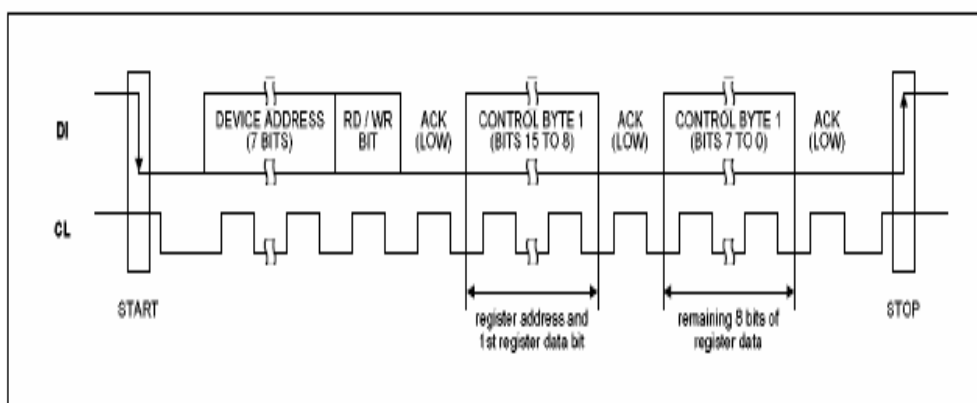 DI
DEVICE ADDRESS
(7 BITS)
RD / WR
BIT
ACK
(LOW)
CONTROL BYTE 1
(BITS 15 TO 8)
ACK
(LOW)
CONTROL BYTE 1
(BITS 7 TO 0)
ACK
(LOW)
CL
START
register address and
1st register data bit
remaining 8 bits of
register data
STOP